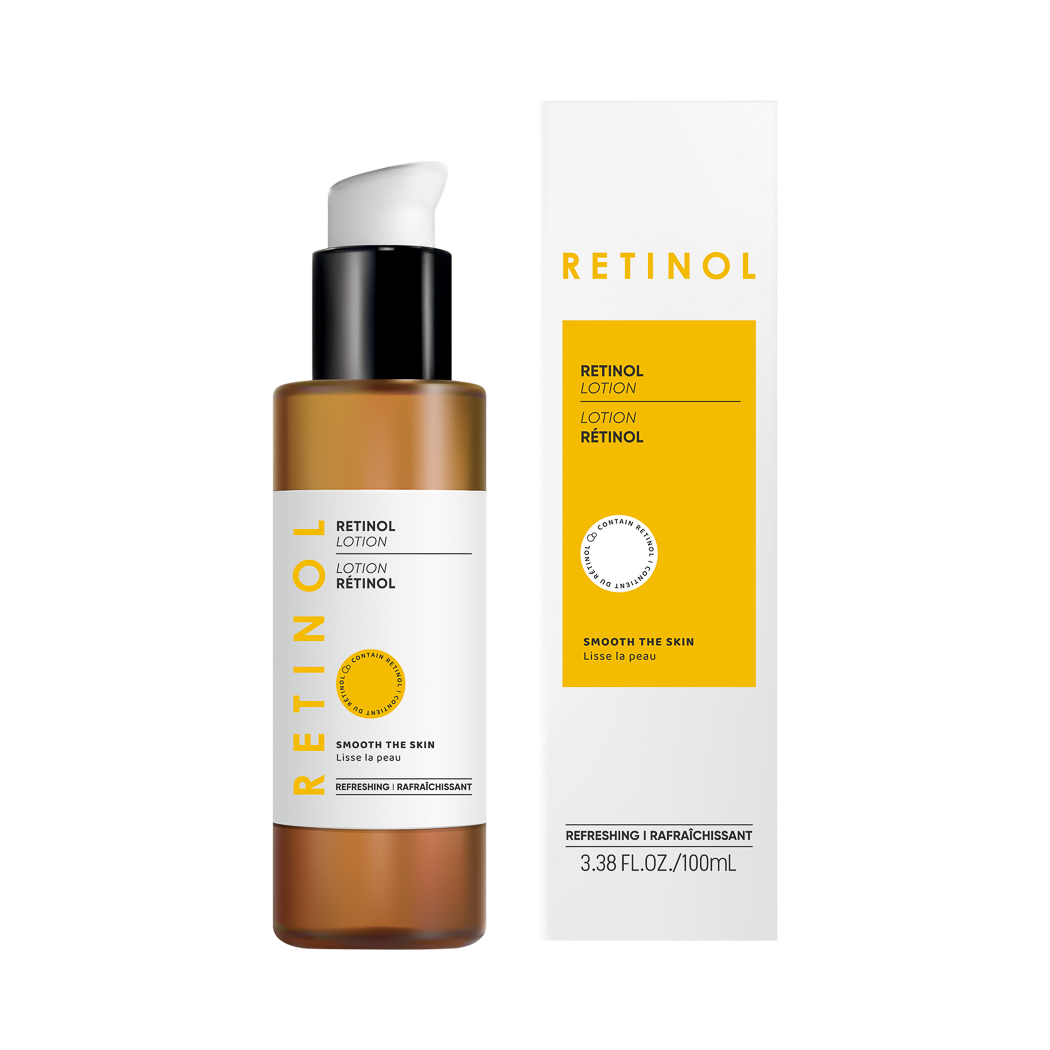 RETINOL
RETINOL
LOTION
LOTION
RÉTINOL
CONTAIN RETINOL I CONTIENT DU RÉTINOL
SMOOTH THE SKIN
Lisse la peau
REFRESHING I RAFRAÎCHISSANT
RETINOL
RETINOL
LOTION
LOTION
RÉTINOL
CONTAIN RETINOL I CONTIENT DU RÉTINOL
SMOOTH THE SKIN
Lisse la peau
REFRESHING I RAFRAÎCHISSANT
3.38 FL.OZ./100mL